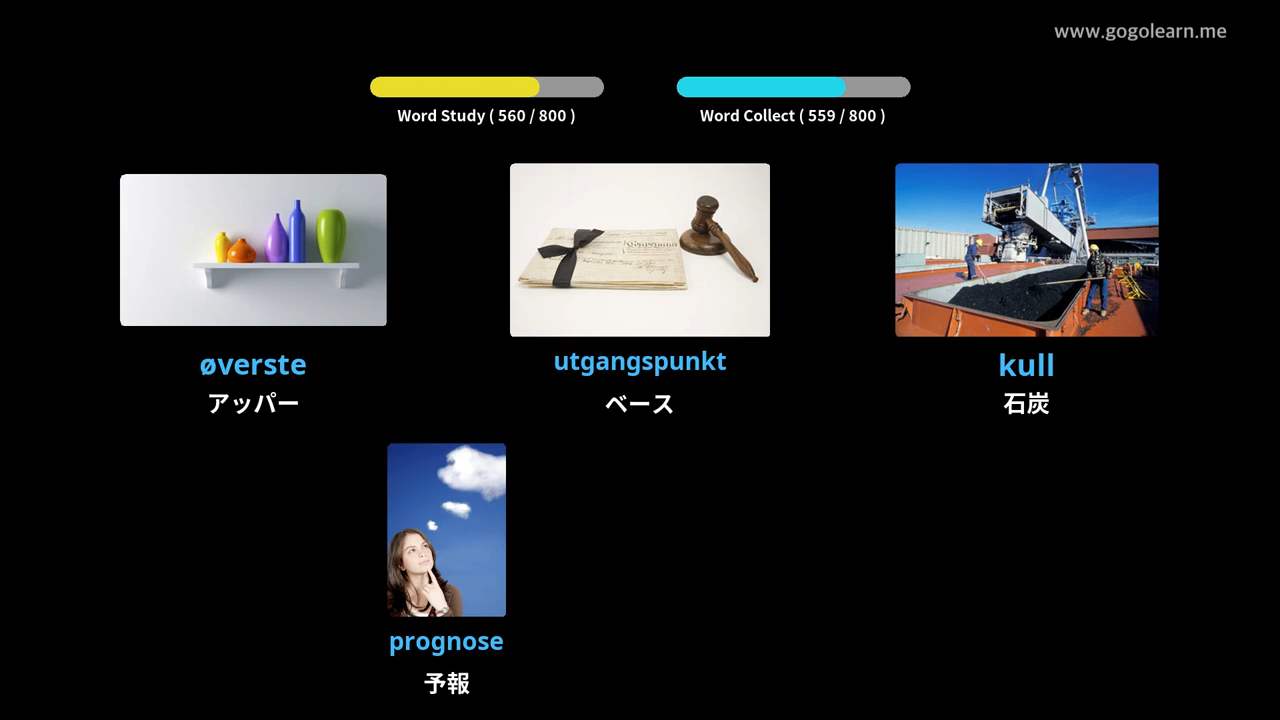 www.gogolearn.me
Word Study ( 560 / 800 )
Word Collect ( 559 / 800 )
øverste
アッパー
utgangspunkt
ベース
kull
石炭
prognose
予報